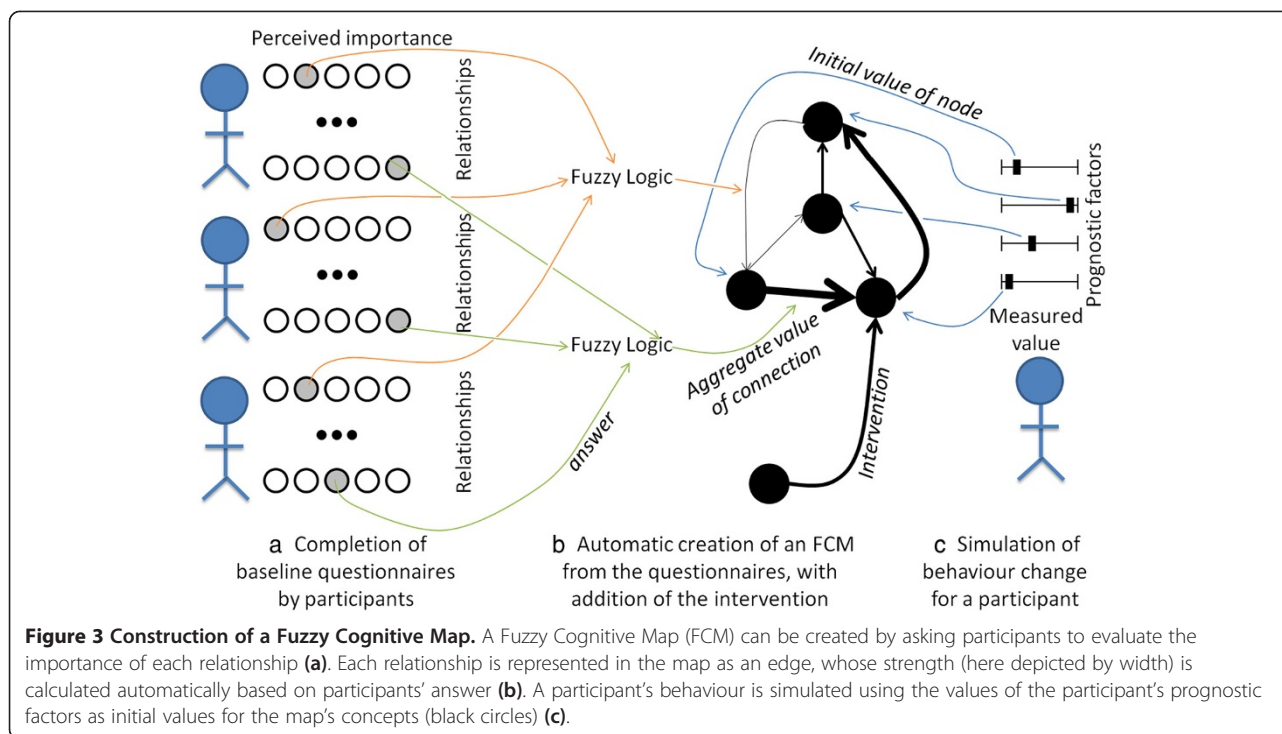 Perceived importance
Relationships
Relationships
Relationships
Fuzzy Logic
Fuzzy Logic
answer
Initial value of node
Aggregate value
of connection
Intervention
Prognostic factors
Measured
value
a Completion of
baseline questionnaires
by participants
b Automatic creation of an FCM
from the questionnaires, with
addition of the intervention
c Simulation of
behaviour change
for a participant
Figure 3 Construction of a Fuzzy Cognitive Map. A Fuzzy Cognitive Map (FCM) can be created by asking participants to evaluate the
importance of each relationship (a). Each relationship is represented in the map as an edge, whose strength (here depicted by width) is
calculated automatically based on participants' answer (b). A participant's behaviour is simulated using the values of the participant's prognostic
factors as initial values for the map's concepts (black circles) (c).